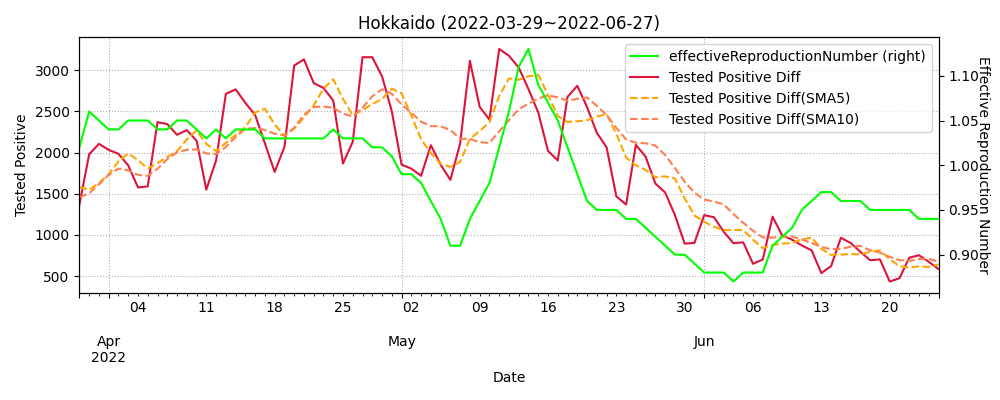 Hokkaido (2022-03-29~2022-06-27)
effectiveReproductionNumber (right)
Tested Positive Diff
Tested Positive Diff(SMA5)
Tested Positive Diff(SMA10)
Tested Positive
3000
2500
2000
1500
1000
500
Effective Reproduction Number
1.10
1.05
1.00
0.95
0.90
04 11 18 25 02 09 16 23 30 06 13 20
Apr May Jun
2022
Date